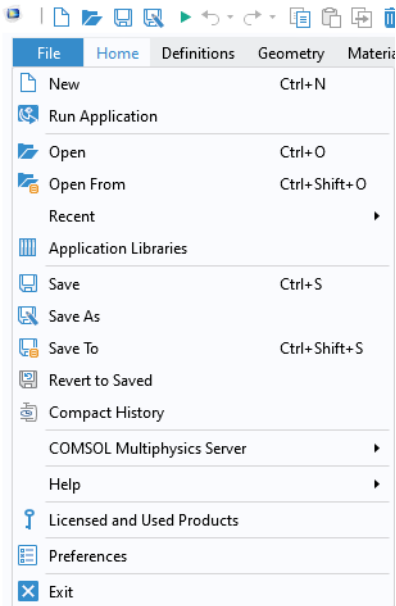 File Home Definitions Geometry
New Ctrl+N
Run Application
Open Ctrl+O
Open From Ctrl+Shift+O
Recent
Application Libraries
Save Ctrl+S
Save As
Save To Ctrl+Shift+S
Revert to Saved
Compact History
COMSOL Multiphysics Server
Help
Licensed and Used Products
Preferences
Exit